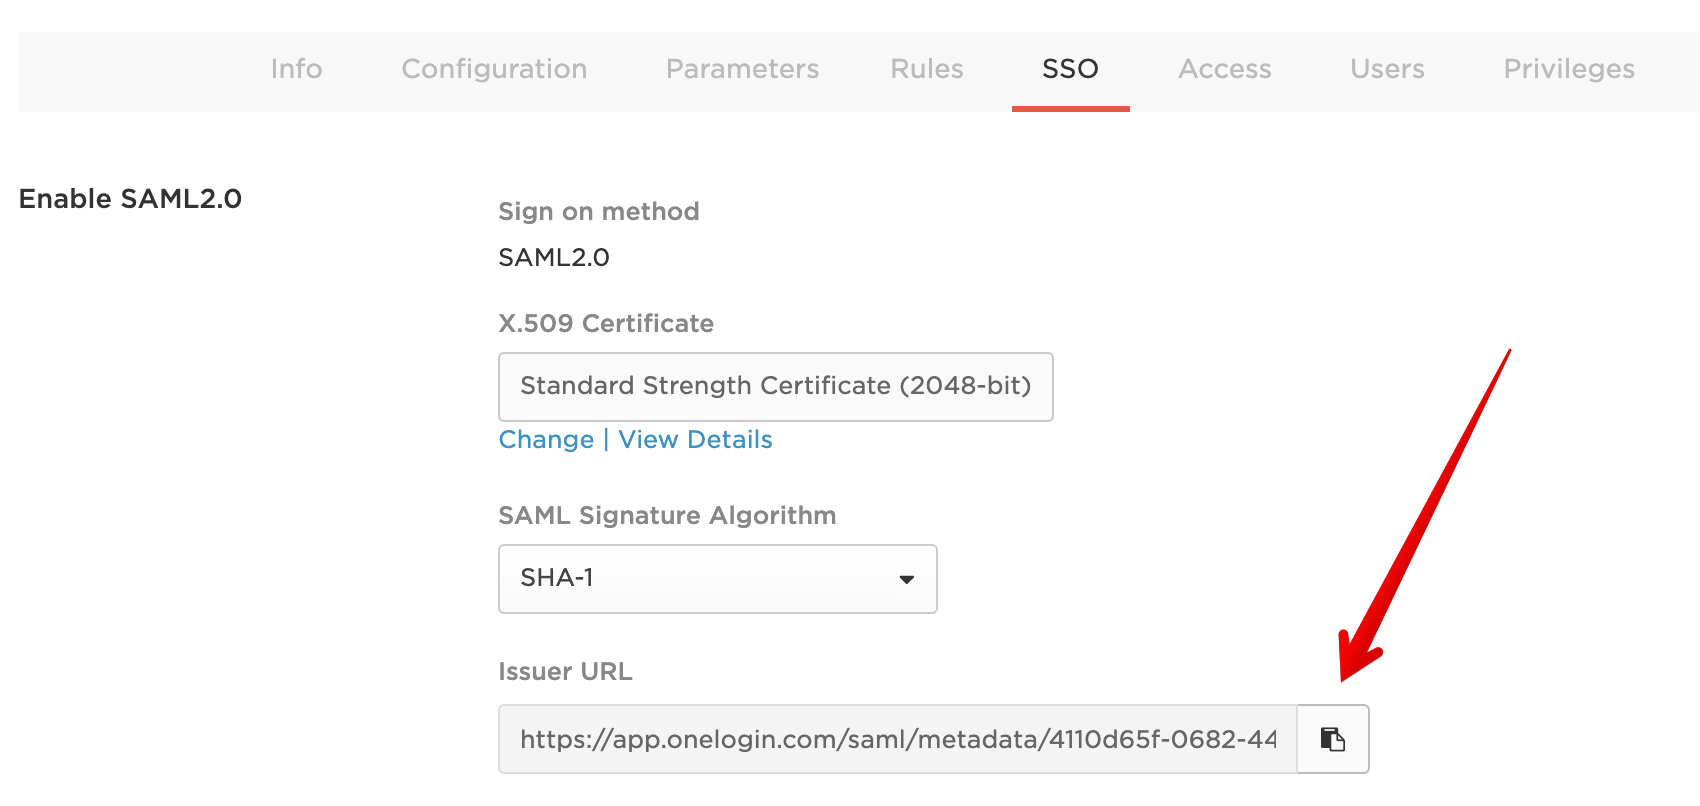 Info Configuration Parameters Rules SSO Access Users Privileges
Enable SAML2.0
Sign on method
SAML2.0
X.509 Certificate
Standard Strength Certificate (2048-bit)
Change | View Details
SAML Signature Algorithm
SHA-1
Issuer URL
https://app.onelogin.com/saml/metadata/4110d65f-0682-44